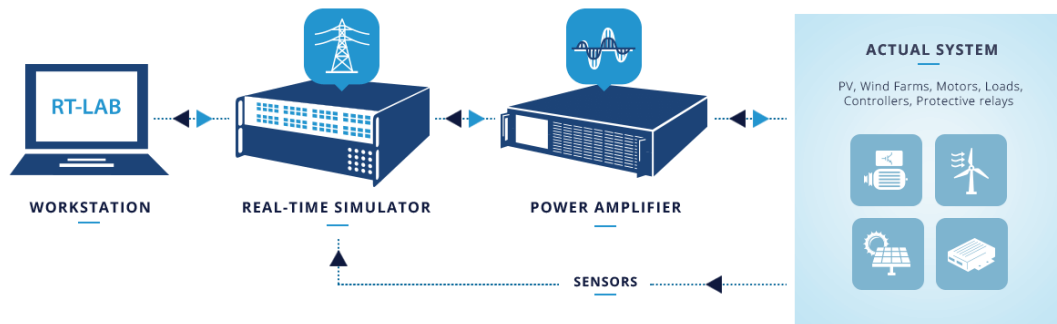 RT-LAB
WORKSTATION
REAL-TIME SIMULATOR
POWER AMPLIFIER
SENSORS
ACTUAL SYSTEM
PV, Wind Farms, Motors, Loads,
Controllers, Protective relays